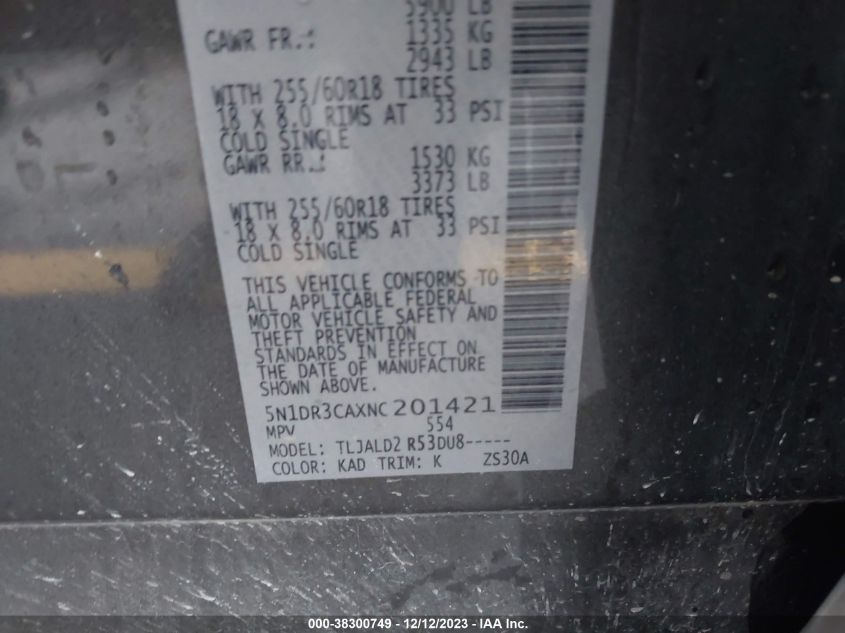 5900 LB
GAWR FR.: 1335 KG
2943 LB
WITH 255/60R18 TIRES
18 X 8.0 RIMS AT 33 PSI
COLD SINGLE
GAWR RR.: 1530 KG
3373 LB
WITH 255/60R18 TIRES
18 X 8.0 RIMS AT 33 PSI
COLD SINGLE
THIS VEHICLE CONFORMS TO
ALL APPLICABLE FEDERAL
MOTOR VEHICLE SAFETY AND
THEFT PREVENTION
STANDARDS IN EFFECT ON
THE DATE OF MANUFACTURE
SHOWN ABOVE.
5N1DR3CAXNC201421
MPV 554
MODEL: TLJALD2 R53DU8-----
COLOR: KAD TRIM: K ZS30A
000-38300749 - 12/12/2023 - IAA Inc.